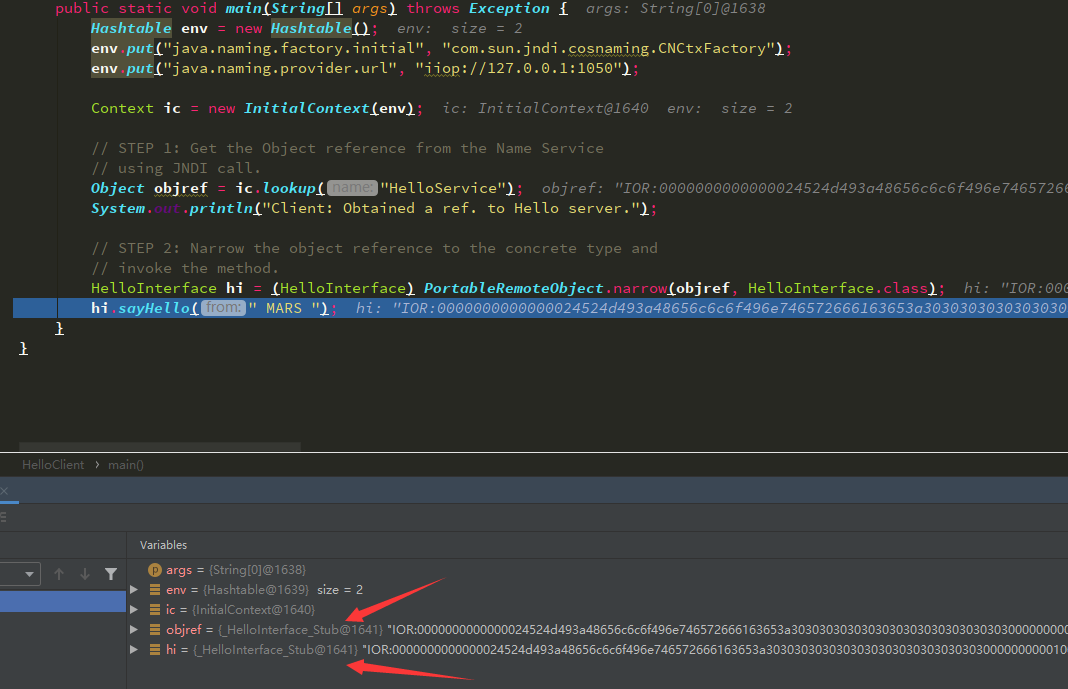 public static void main(String[] args) throws Exception { args: String[0]@1638
Hashtable env = new Hashtable(); env: size = 2
env.put("java.naming.factory.initial", "com.sun.jndi.cosnaming.CNCtxFactory");
env.put("java.naming.provider.url", "iiop://127.0.0.1:1050");
Context ic = new InitialContext(env); ic: InitialContext@1640 env: size = 2
// STEP 1: Get the Object reference from the Name Service
// using JNDI call.
Object objref = ic.lookup( name: "HelloService"); objref: "IOR:0000000000000024524d493a48656c6c6f496e7465726​6
System.out.println("Client: Obtained a ref. to Hello server.");
// STEP 2: Narrow the object reference to the concrete type and
// invoke the method.
HelloInterface hi = (HelloInterface) PortableRemoteObject.narrow(objref, HelloInterface.class); hi: "IOR:000
hi.sayHello( from: " MARS "); hi: "IOR:0000000000000024524d493a48656c6c6f496e746572666163653a3030303030303030
}
}
HelloClient › main()
Variables
p args = {String[0]@1638}
env = {Hashtable@1639} size = 2
ic = {InitialContext@1640}
objref = {_HelloInterface_Stub@1641} "IOR:0000000000000024524d493a48656c6c6f496e746572666163653a30303030303030303030303030303030000000000
hi = {_HelloInterface_Stub@1641} "IOR:0000000000000024524d493a48656c6c6f496e746572666163653a3030303030303030303030303030303000000000010